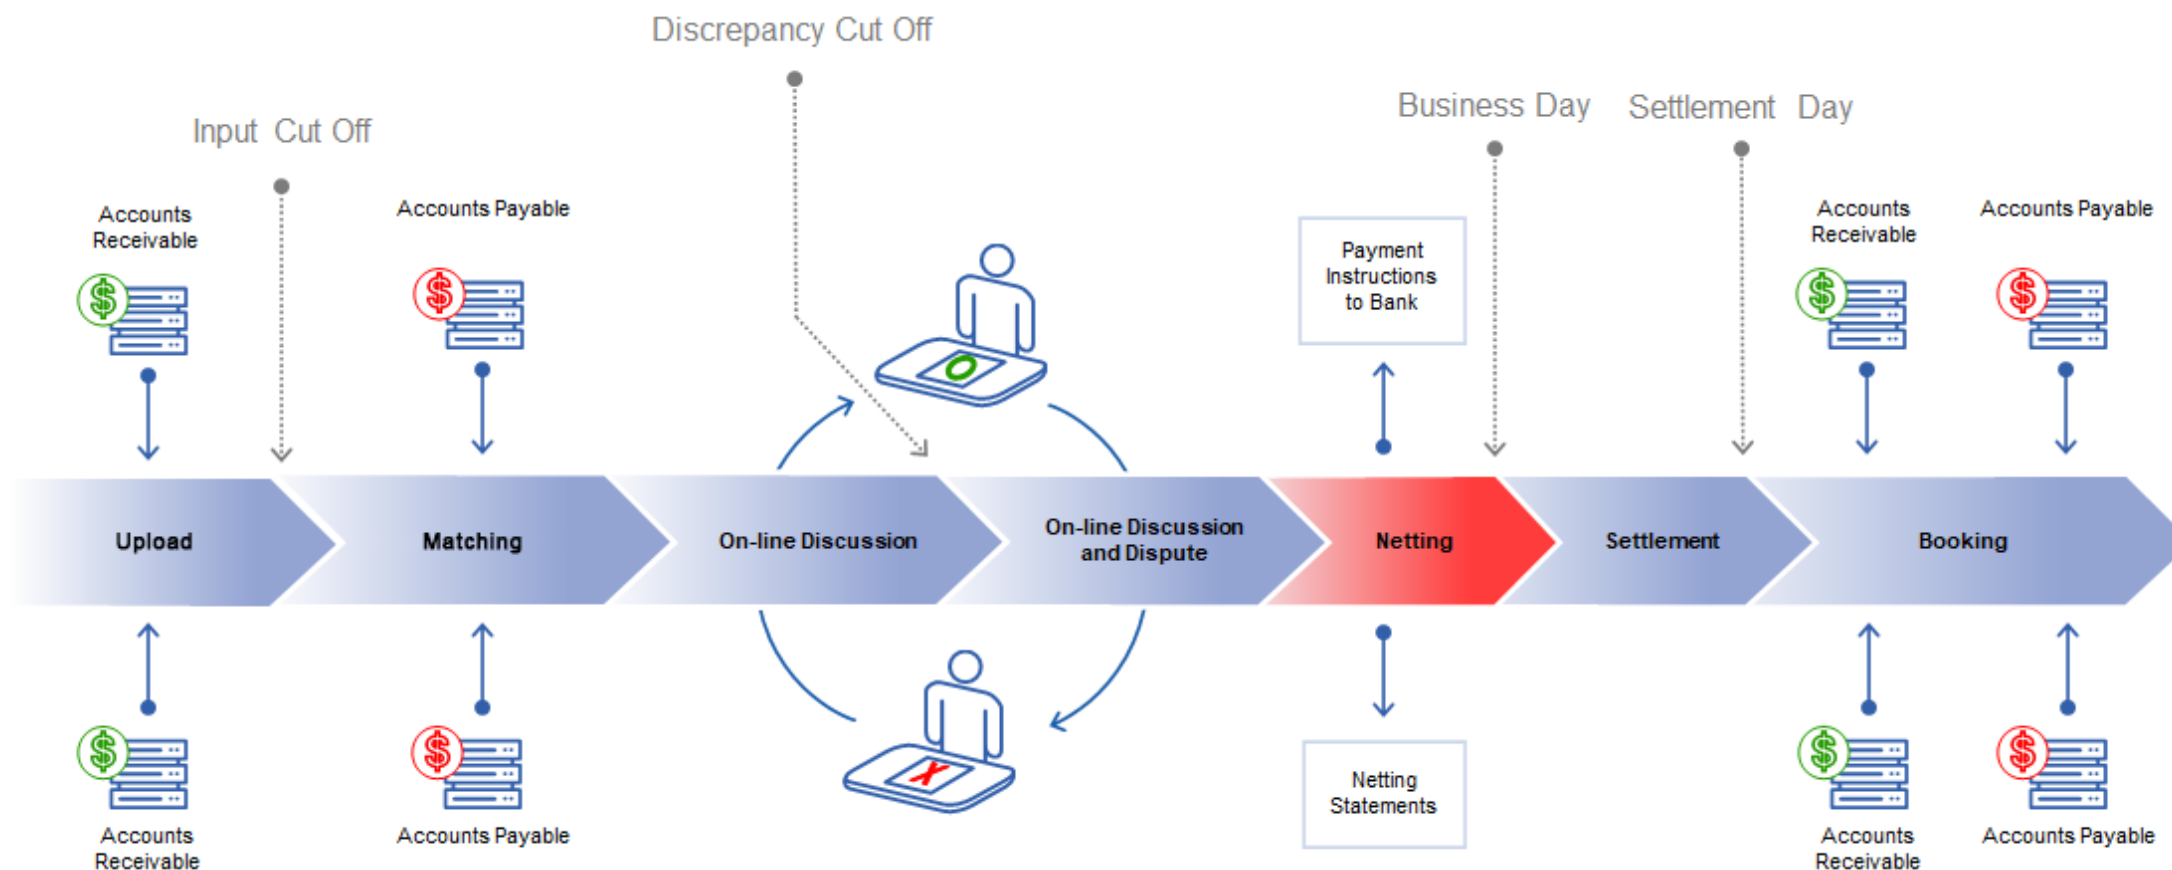 Discrepancy Cut Off
Business Day
Settlement Day
Input Cut Off
Accounts
Receivable
Accounts Payable
Payment
Instructions
to Bank
Accounts
Receivable
Accounts Payable
$
$
$
$
O
Upload
Matching
On-line Discussion
On-line Discussion
and Dispute
Netting
Settlement
Booking
X
$
$
$
$
Netting
Statements
Accounts
Receivable
Accounts Payable
Accounts
Receivable
Accounts Payable